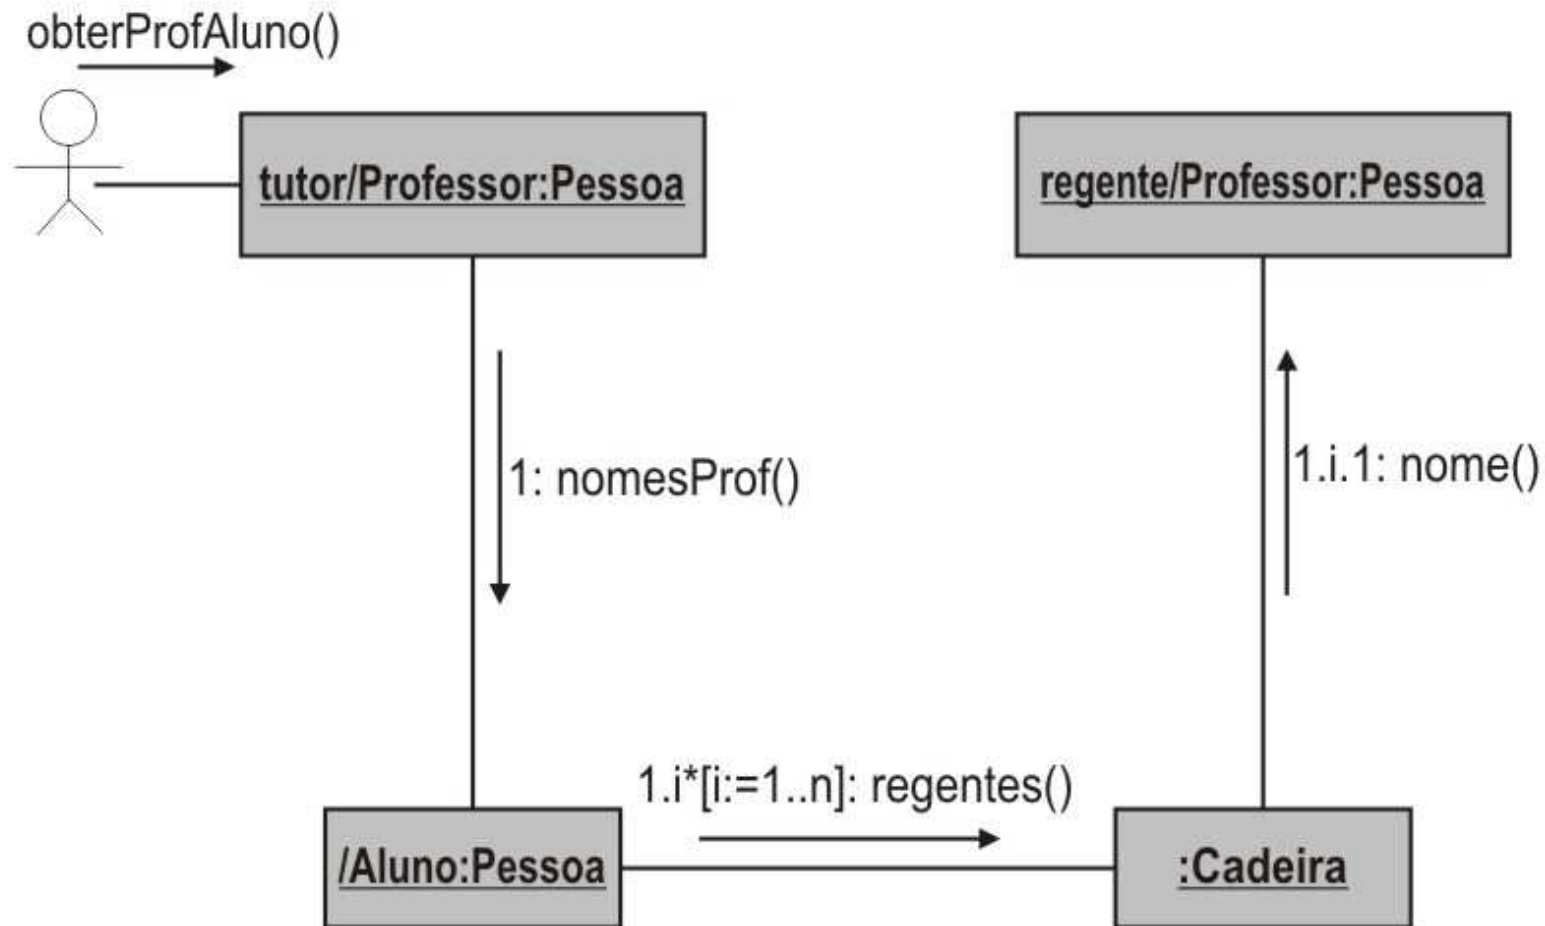 obterProfAluno()
tutor/Professor:Pessoa
regente/Professor:Pessoa
1: nomesProf()
1.i.1: nome()
1.i*[i:=1..n]: regentes()
/Aluno:Pessoa
:Cadeira